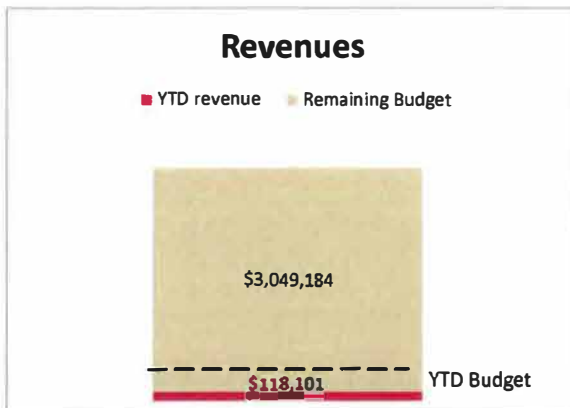 Revenues
YTD revenue Remaining Budget
$3,049,184
$118,101 YTD Budget